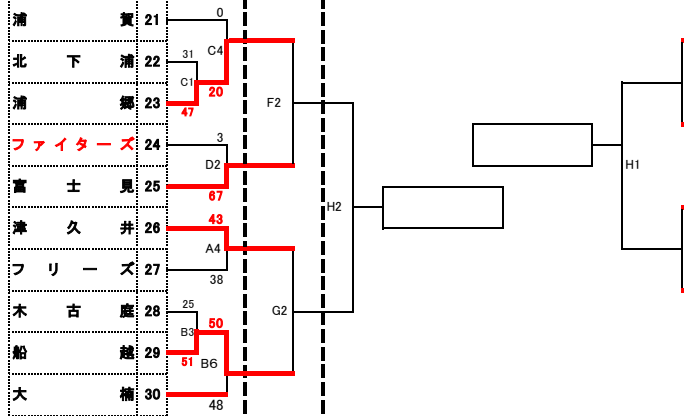 浦賀 21 0
C4
北下浦 22 31
C1 20
浦郷 23 47
F2
ファイターズ 24 3
D2
富士見 25 67
H1
H2
津久井 26 43
A4
フリーズ 27 38
G2
木古庭 28 25
B3 50
船越 29 51 B6
大楠 30 48